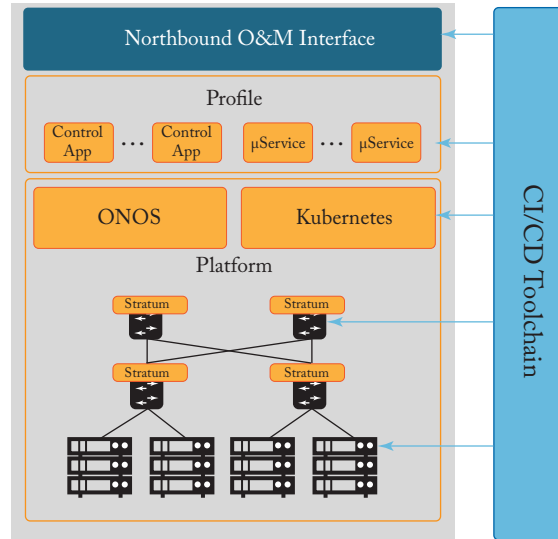 Northbound O&M Interface
Profile
Control
App
...
Control
App
μService
...
μService
ONOS
Kubernetes
Platform
Stratum
Stratum
Stratum
Stratum
CI/CD Toolchain